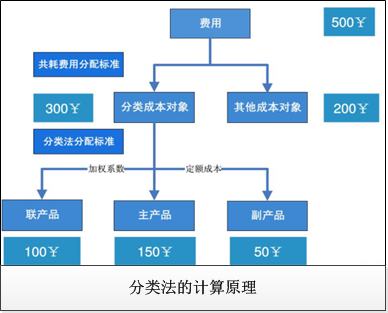 费用
500¥
共耗费用分配标准
300¥
分类成本对象
其他成本对象
200¥
分类法分配标准
加权系数
定额成本
联产品
主产品
副产品
100¥
150¥
50¥
分类法的计算原理